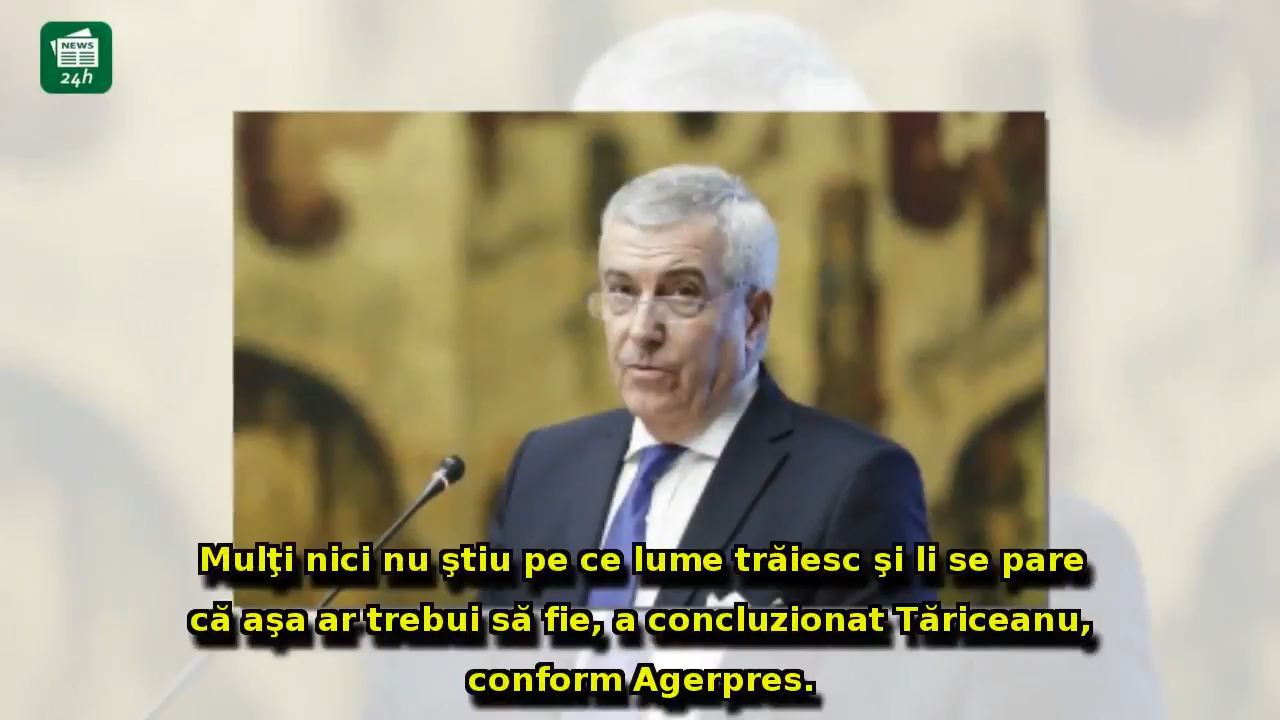 NEWS
24h
Mulţi nici nu ştiu pe ce lume trăiesc şi li se pare
că aşa ar trebui să fie, a concluzionat Tăriceanu,
conform Agerpres.